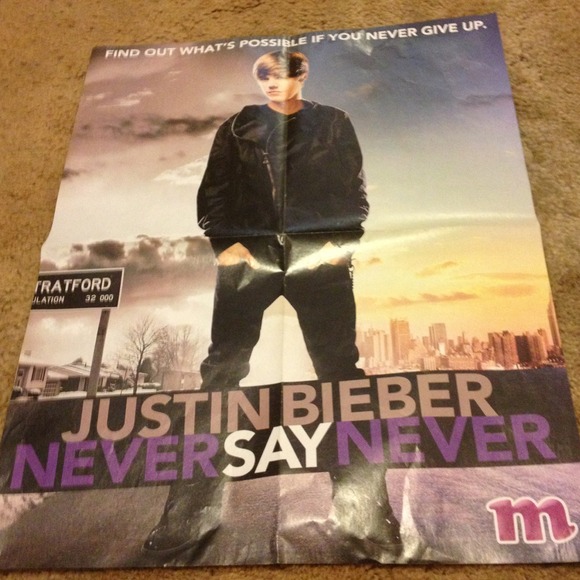 FIND OUT WHAT'S POSSIBLE IF YOU NEVER GIVE UP.
TRATFORD
ULATION 32 000
JUSTIN BIEBER
NEVER SAY NEVER
m